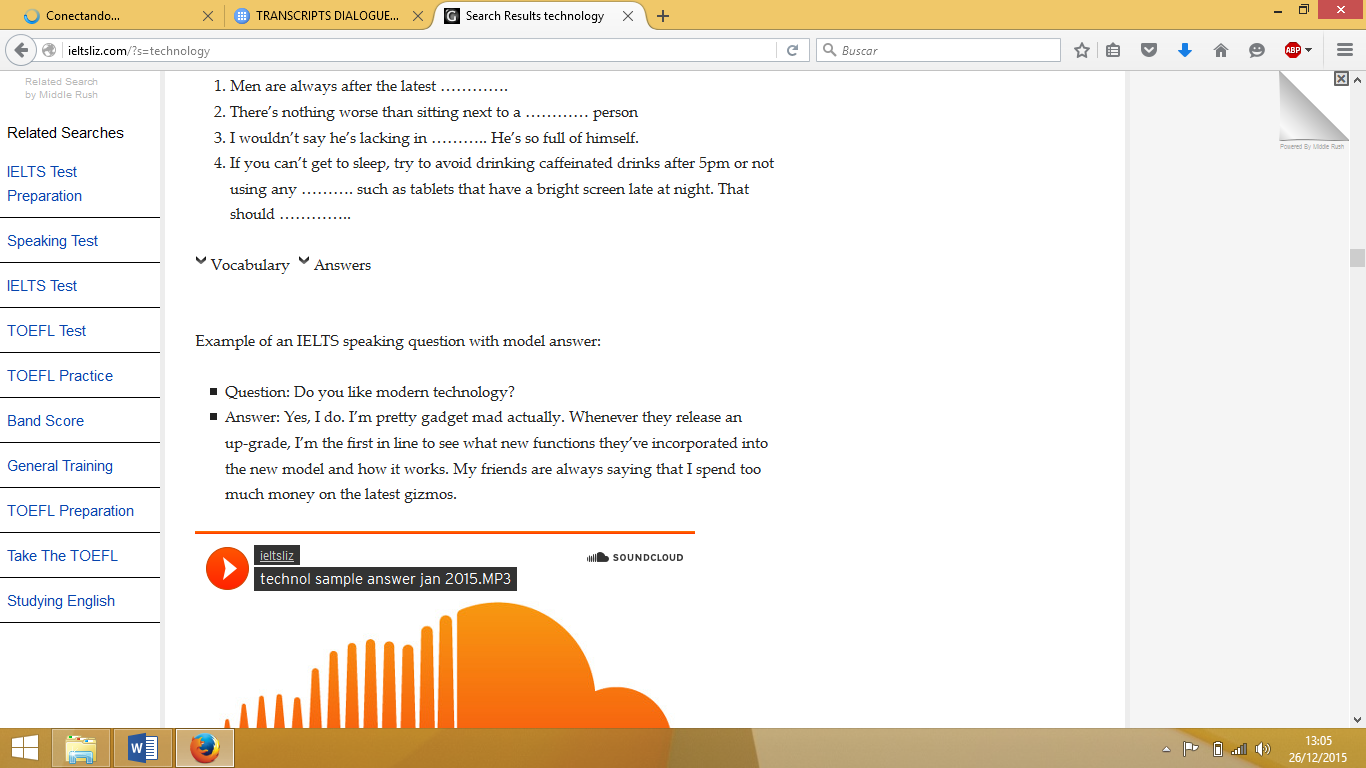 Conectando...
TRANSCRIPTS DIALOGUE...
Search Results technology
ieltsliz.com/?s=technology
Buscar
ABP
Related Search
by Middle Rush
Related Searches
IELTS Test
Preparation
Speaking Test
IELTS Test
TOEFL Test
TOEFL Practice
Band Score
General Training
TOEFL Preparation
Take The TOEFL
Studying English
1. Men are always after the latest ………….
2. There's nothing worse than sitting next to a ………… person
3. I wouldn't say he's lacking in ……….. He's so full of himself.
4. If you can't get to sleep, try to avoid drinking caffeinated drinks after 5pm or not
using any ………. such as tablets that have a bright screen late at night. That
should …………..
Vocabulary Answers
Example of an IELTS speaking question with model answer:
Question: Do you like modern technology?
Answer: Yes, I do. I'm pretty gadget mad actually. Whenever they release an
up-grade, I'm the first in line to see what new functions they've incorporated into
the new model and how it works. My friends are always saying that I spend too
much money on the latest gizmos.
ieltsliz
SOUNDCLOUD
technol sample answer jan 2015.MP3
Powered By Middle Rush
13:05
26/12/2015